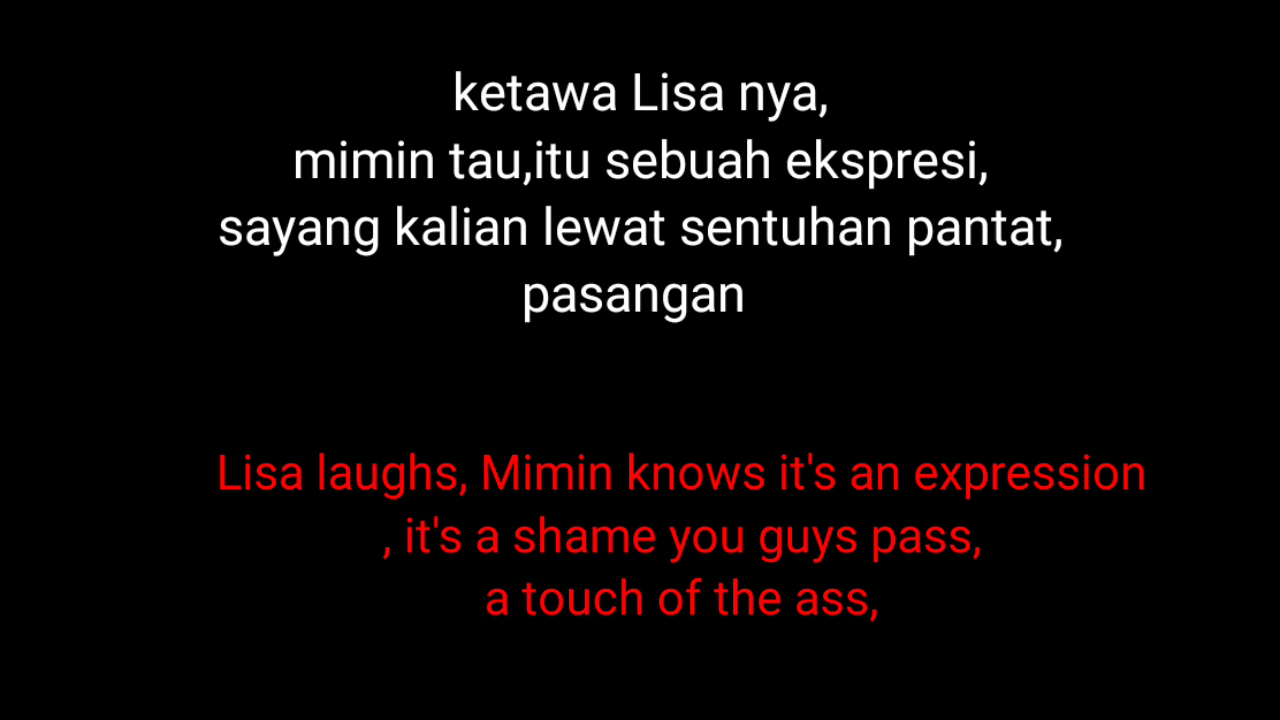 ketawa Lisa nya,
mimin tau,itu sebuah ekspresi,
sayang kalian lewat sentuhan pantat,
pasangan
Lisa laughs, Mimin knows it's an expression
, it's a shame you guys pass,
a touch of the ass,